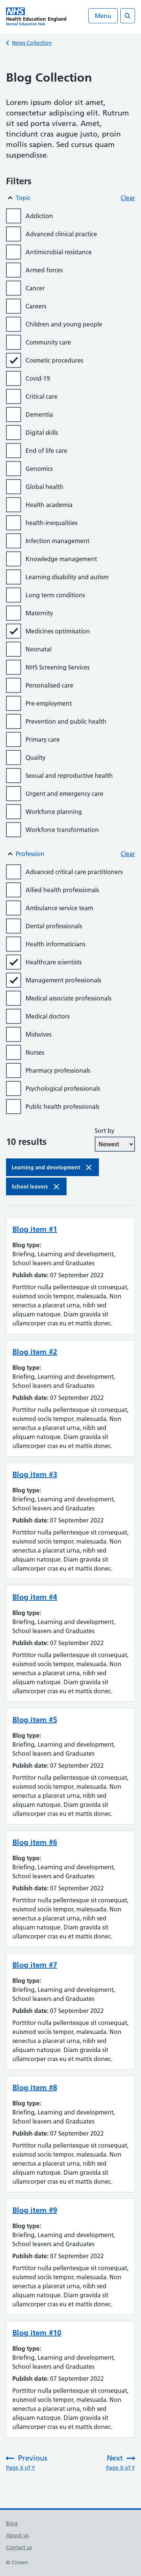 NHS
Health Education England
Dental Education Hub
Menu
News Collection
Blog Collection
Lorem ipsum dolor sit amet,
consectetur adipiscing elit. Rutrum
ut sed porta viverra. Amet,
tincidunt cras augue justo, proin
mattis nibh sem. Sed cursus quam
suspendisse.
Filters
Topic Clear
Addiction
Advanced clinical practice
Antimicrobial resistance
Armed forces
Cancer
Careers
Children and young people
Community care
Cosmetic procedures
Covid-19
Critical care
Dementia
Digital skills
End of life care
Genomics
Global health
Health academia
health-inequalities
Infection management
Knowledge management
Learning disability and autism
Long term conditions
Maternity
Medicines optimisation
Neonatal
NHS Screening Services
Personalised care
Pre-employment
Prevention and public health
Primary care
Quality
Sexual and reproductive health
Urgent and emergency care
Workforce planning
Workforce transformation
Profession Clear
Advanced critical care practitioners
Allied health professionals
Ambulance service team
Dental professionals
Health informaticians
Healthcare scientists
Management professionals
Medical associate professionals
Medical doctors
Midwives
Nurses
Pharmacy professionals
Psychological professionals
Public health professionals
Sort by
10 results Newest
Learning and development
School leavers
Blog item #1
Blog type:
Briefing, Learning and development,
School leavers and Graduates
Publish date: 07 September 2022
Porttitor nulla pellentesque sit consequat,
euismod sociis tempor, malesuada. Non
senectus a placerat urna, nibh sed
aliquam natoque. Diam gravida sit
ullamcorper cras eu et mattis donec.
Blog item #2
Blog type:
Briefing, Learning and development,
School leavers and Graduates
Publish date: 07 September 2022
Porttitor nulla pellentesque sit consequat,
euismod sociis tempor, malesuada. Non
senectus a placerat urna, nibh sed
aliquam natoque. Diam gravida sit
ullamcorper cras eu et mattis donec.
Blog item #3
Blog type:
Briefing, Learning and development,
School leavers and Graduates
Publish date: 07 September 2022
Porttitor nulla pellentesque sit consequat,
euismod sociis tempor, malesuada. Non
senectus a placerat urna, nibh sed
aliquam natoque. Diam gravida sit
ullamcorper cras eu et mattis donec.
Blog item #4
Blog type:
Briefing, Learning and development,
School leavers and Graduates
Publish date: 07 September 2022
Porttitor nulla pellentesque sit consequat,
euismod sociis tempor, malesuada. Non
senectus a placerat urna, nibh sed
aliquam natoque. Diam gravida sit
ullamcorper cras eu et mattis donec.
Blog item #5
Blog type:
Briefing, Learning and development,
School leavers and Graduates
Publish date: 07 September 2022
Porttitor nulla pellentesque sit consequat,
euismod sociis tempor, malesuada. Non
senectus a placerat urna, nibh sed
aliquam natoque. Diam gravida sit
ullamcorper cras eu et mattis donec.
Blog item #6
Blog type:
Briefing, Learning and development,
School leavers and Graduates
Publish date: 07 September 2022
Porttitor nulla pellentesque sit consequat,
euismod sociis tempor, malesuada. Non
senectus a placerat urna, nibh sed
aliquam natoque. Diam gravida sit
ullamcorper cras eu et mattis donec.
Blog item #7
Blog type:
Briefing, Learning and development,
School leavers and Graduates
Publish date: 07 September 2022
Porttitor nulla pellentesque sit consequat,
euismod sociis tempor, malesuada. Non
senectus a placerat urna, nibh sed
aliquam natoque. Diam gravida sit
ullamcorper cras eu et mattis donec.
Blog item #8
Blog type:
Briefing, Learning and development,
School leavers and Graduates
Publish date: 07 September 2022
Porttitor nulla pellentesque sit consequat,
euismod sociis tempor, malesuada. Non
senectus a placerat urna, nibh sed
aliquam natoque. Diam gravida sit
ullamcorper cras eu et mattis donec.
Blog item #9
Blog type:
Briefing, Learning and development,
School leavers and Graduates
Publish date: 07 September 2022
Porttitor nulla pellentesque sit consequat,
euismod sociis tempor, malesuada. Non
senectus a placerat urna, nibh sed
aliquam natoque. Diam gravida sit
ullamcorper cras eu et mattis donec.
Blog item #10
Blog type:
Briefing, Learning and development,
School leavers and Graduates
Publish date: 07 September 2022
Porttitor nulla pellentesque sit consequat,
euismod sociis tempor, malesuada. Non
senectus a placerat urna, nibh sed
aliquam natoque. Diam gravida sit
ullamcorper cras eu et mattis donec.
Previous Next
Page X of Y Page X of Y
Blog
About us
Contact us
© Crown